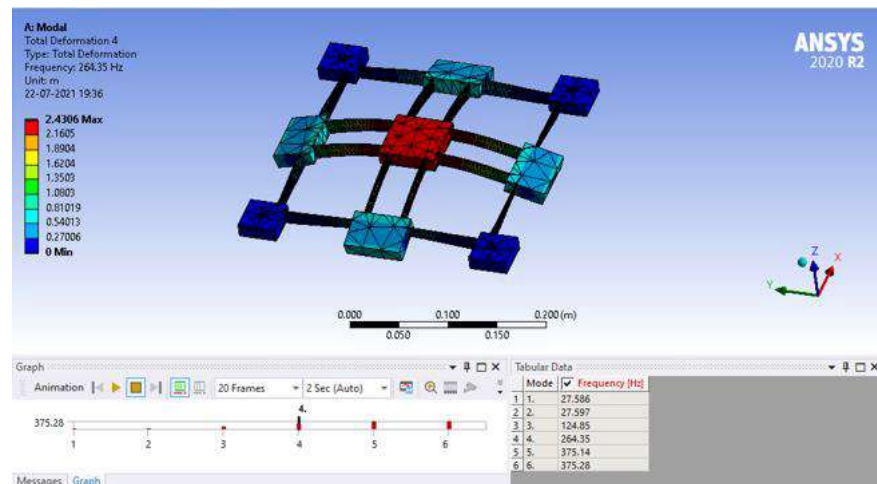 A: Modal
Total Deformation 4
Type: Total Deformation
Frequency: 264.35 Hz
Unit: m
22-07-2021 19:36
2.4306 Max
2.1605
1.8904
1.6204
1.3503
1.0803
0.81019
0.54013
0.27006
0 Min
ANSYS
2020 R2
Z
X
Y
0.000 0.100 0.200 (m)
0.050 0.150
Graph
Animation 20 Frames 2 Sec (Auto)
4.
375.28
1 2 3 4 5 6
Messages Graph
Tabular Data
Mode Frequency [Hz]
1 1. 27.586
2 2. 27.597
3 3. 124.85
4 4. 264.35
5 5. 375.14
6 6. 375.28